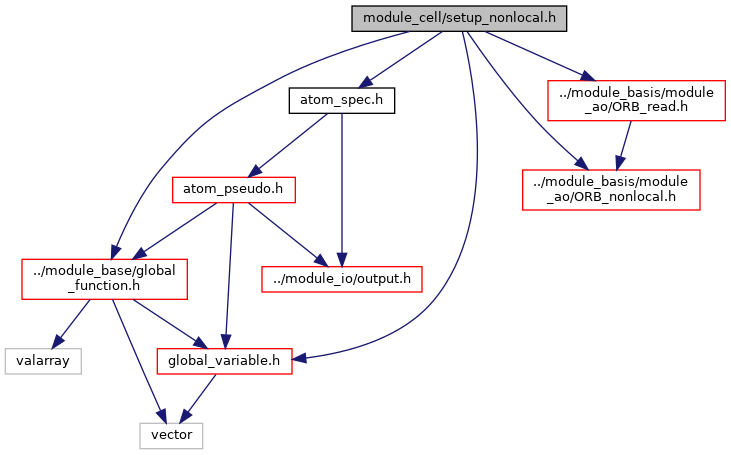 module_cell/setup_nonlocal.h
../module_basis/module
_ao/ORB_read.h
atom_spec.h
atom_pseudo.h
../module_basis/module
_ao/ORB_nonlocal.h
../module_base/global
_function.h
../module_io/output.h
valarray
global_variable.h
vector